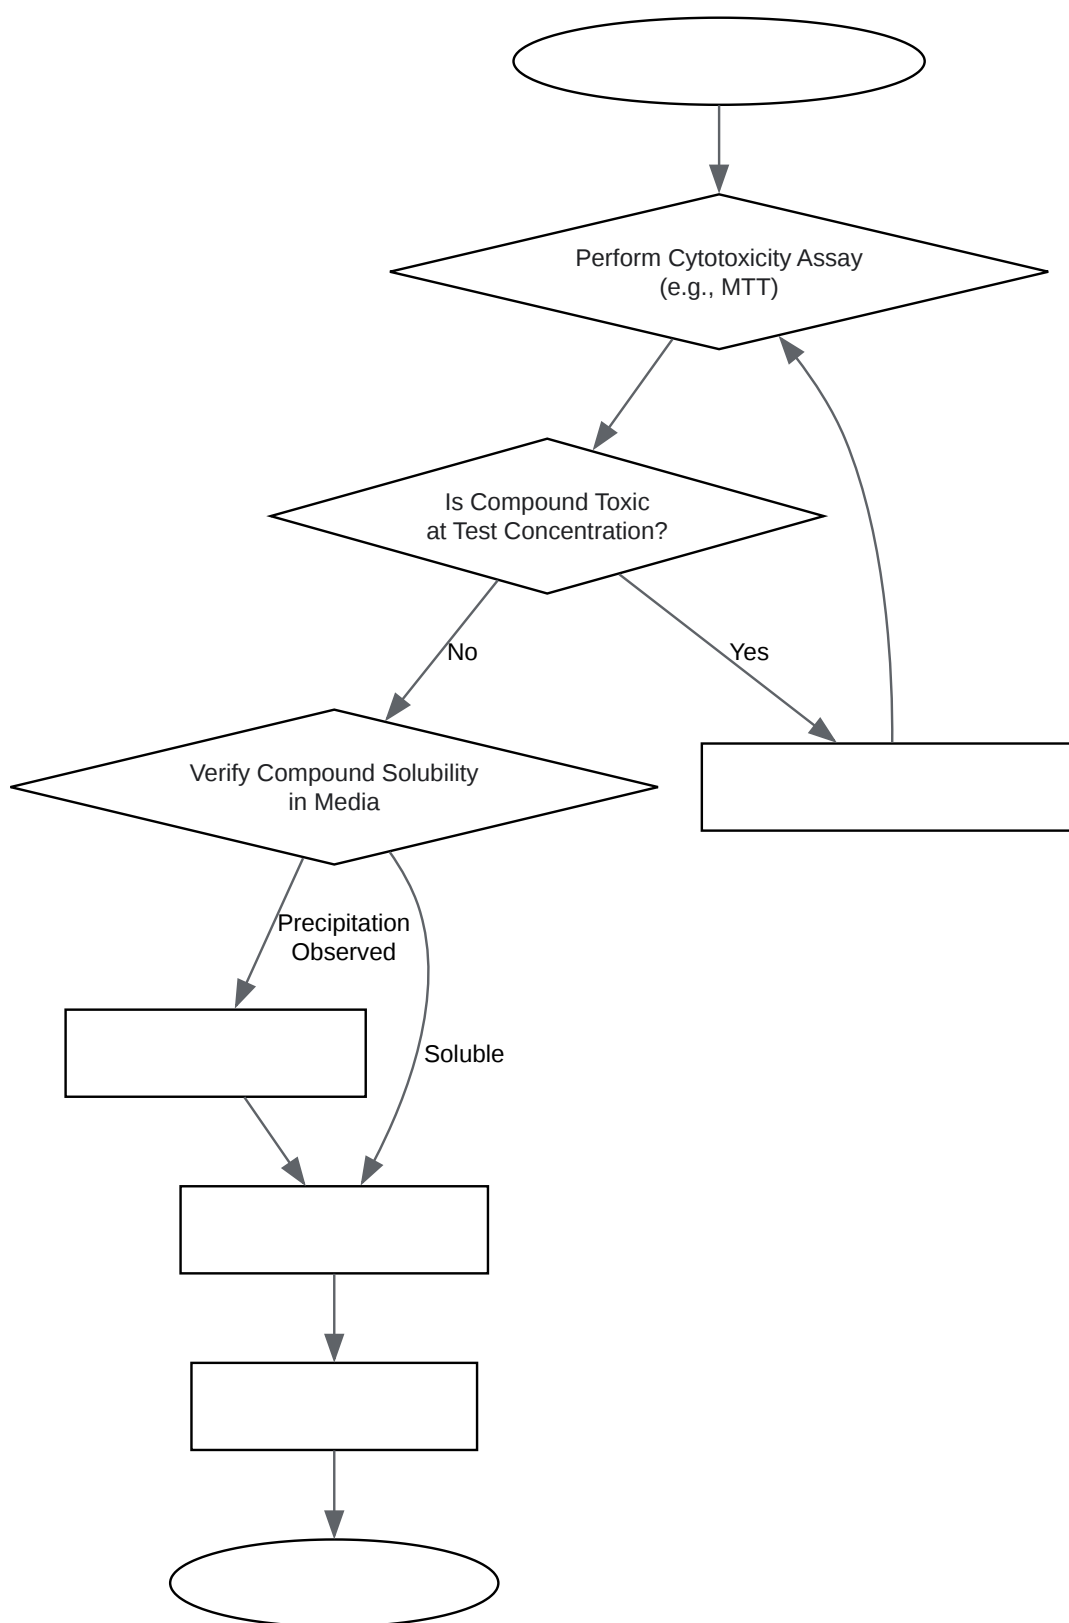 Perform Cytotoxicity Assay
(e.g., MTT)
Is Compound Toxic
at Test Concentration?
No
Yes
Verify Compound Solubility
in Media
Precipitation
Observed
Soluble